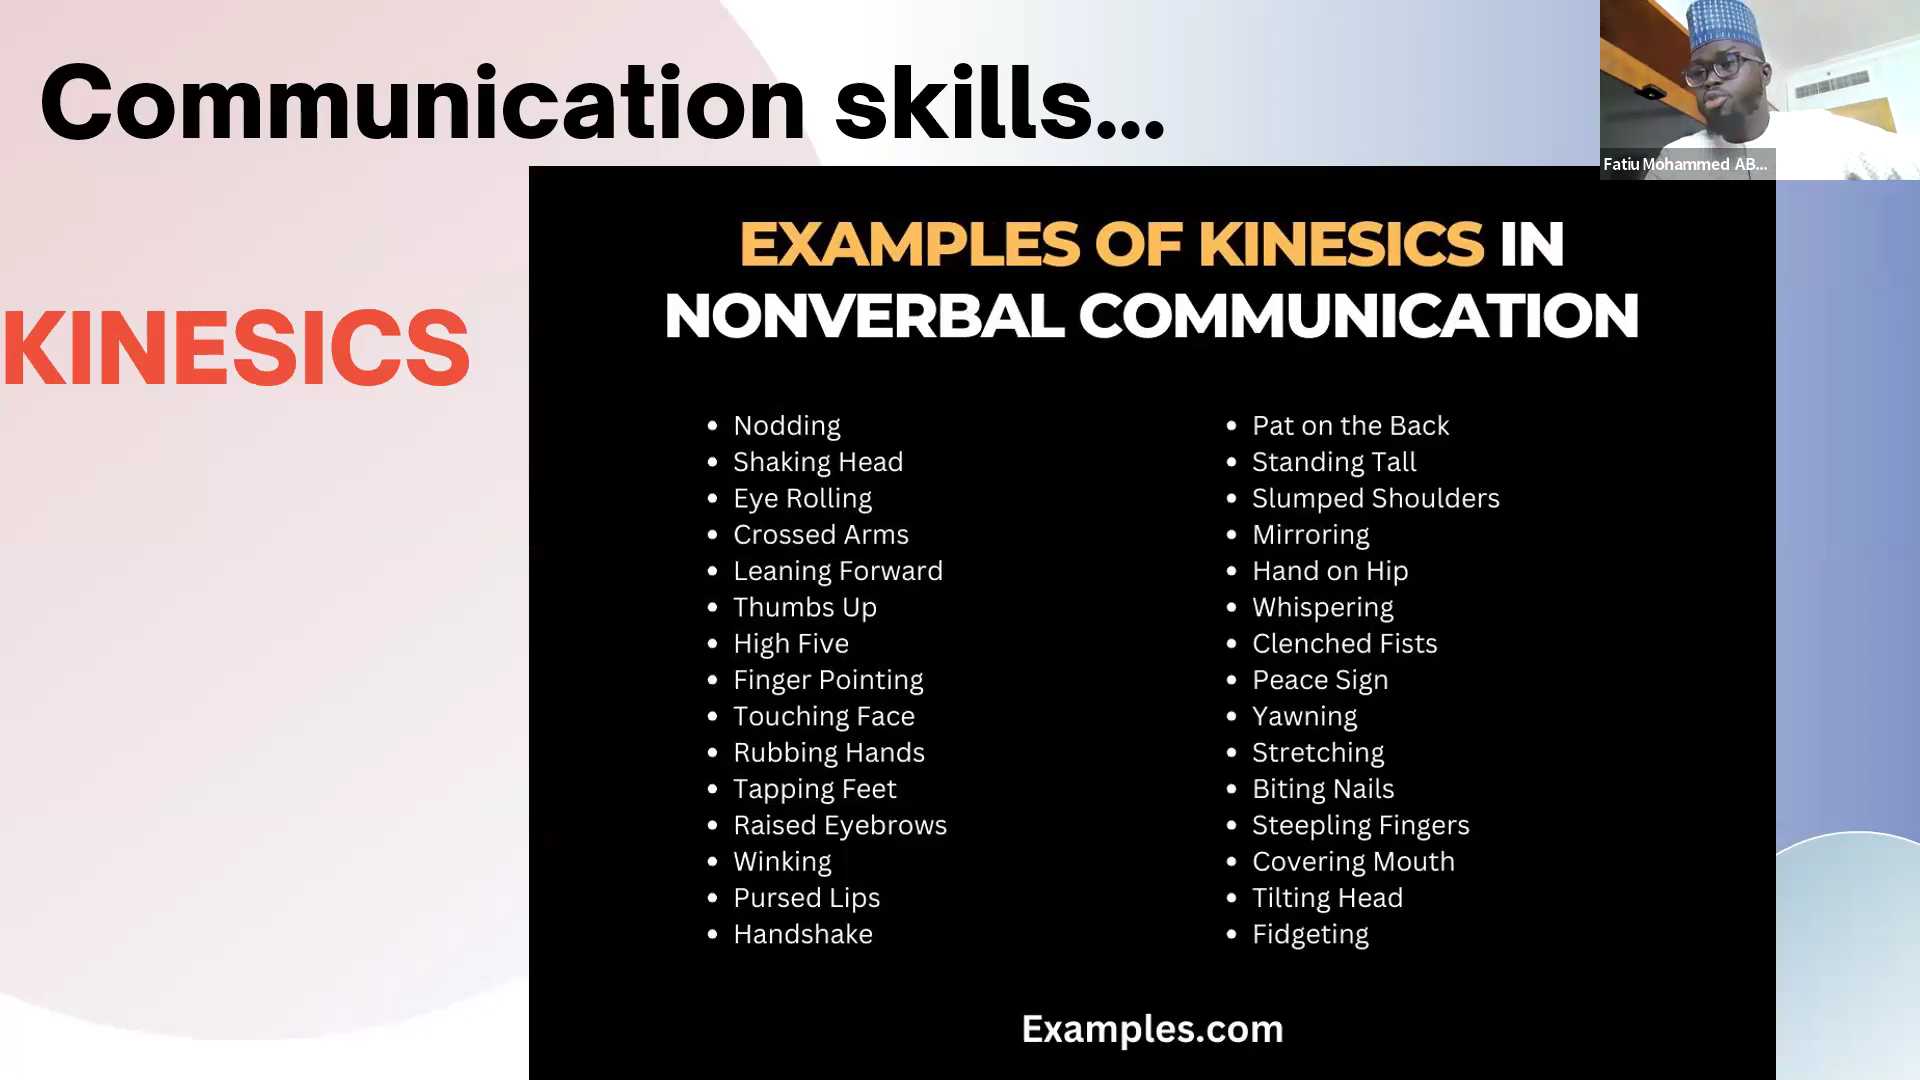 Communication skills...
Fatiu Mohammed AB...
KINESICS
EXAMPLES OF KINESICS IN
NONVERBAL COMMUNICATION
• Nodding
• Shaking Head
• Eye Rolling
• Crossed Arms
• Leaning Forward
• Thumbs Up
• High Five
• Finger Pointing
• Touching Face
• Rubbing Hands
• Tapping Feet
• Raised Eyebrows
• Winking
• Pursed Lips
• Handshake
• Pat on the Back
• Standing Tall
• Slumped Shoulders
• Mirroring
• Hand on Hip
• Whispering
• Clenched Fists
• Peace Sign
• Yawning
• Stretching
• Biting Nails
• Steepling Fingers
• Covering Mouth
• Tilting Head
• Fidgeting
Examples.com